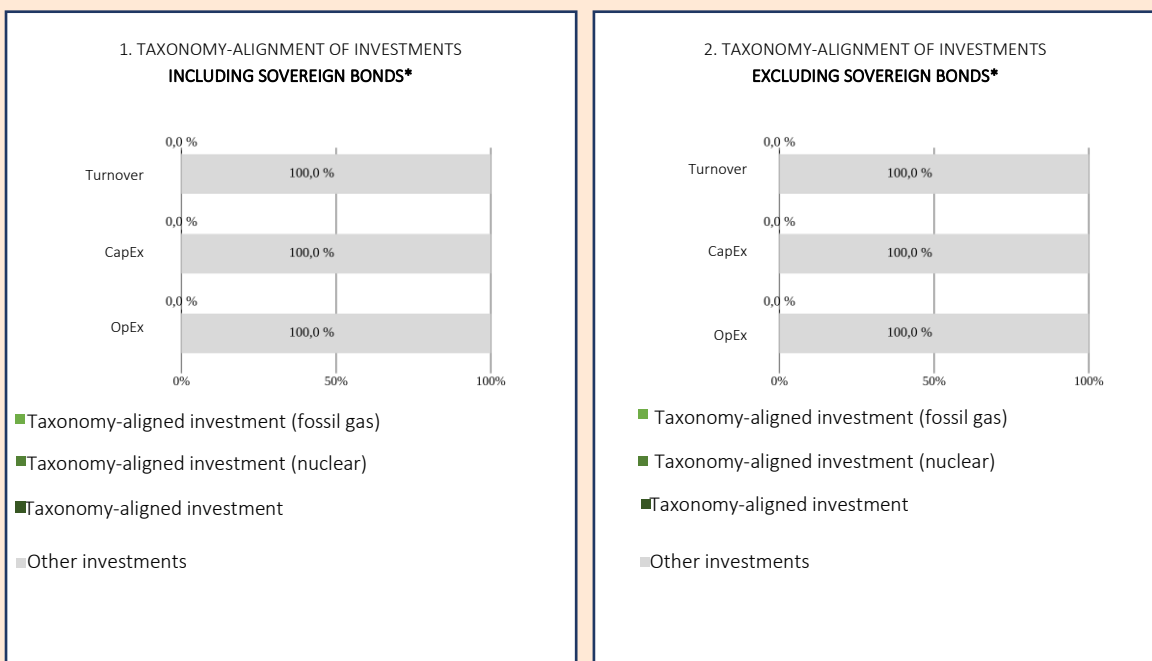 1. TAXONOMY-ALIGNMENT OF INVESTMENTS
INCLUDING SOVEREIGN BONDS*
0,0 %
Turnover
100,0 %
0,0 %
CapEx
100,0 %
0,0 %
OpEx
100,0 %
0%
50%
100%
Taxonomy-aligned investment (fossil gas)
Taxonomy-aligned investment (nuclear)
Taxonomy-aligned investment
Other investments
2. TAXONOMY-ALIGNMENT OF INVESTMENTS
EXCLUDING SOVEREIGN BONDS*
0,0 %
Turnover
100,0 %
0,0 %
CapEx
100,0 %
0,0 %
OpEx
100,0 %
0%
50%
100%
Taxonomy-aligned investment (fossil gas)
Taxonomy-aligned investment (nuclear)
Taxonomy-aligned investment
Other investments